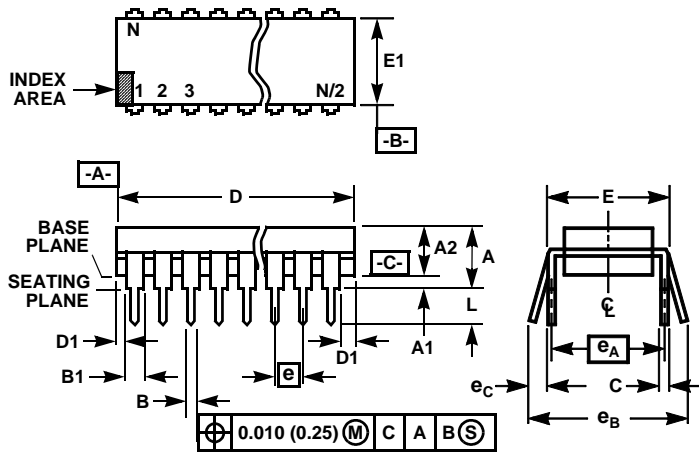 N
E1
INDEX
AREA
1 2 3 N/2
-B-
-A-
D
E
BASE
PLANE
A2
A
-C-
SEATING
PLANE
L
C
L
D1
A1
D1
eA
B1
e
eC
C
B
eB
0.010 (0.25) M C A B S